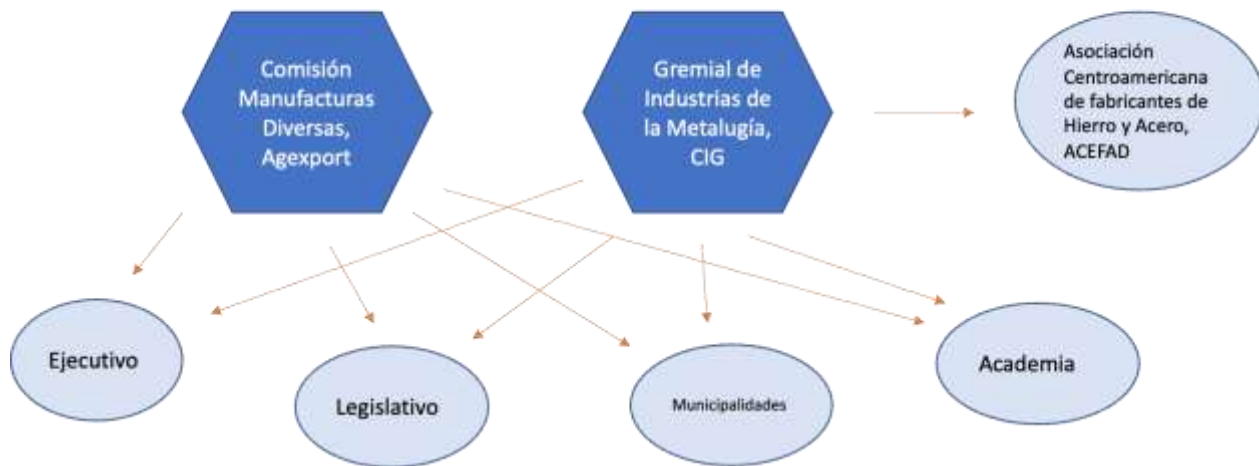 Comisión
Manufacturas
Diversas,
Agexport
Gremial de
Industrias de
la Metalugía,
CIG
Asociación
Centroamericana
de fabricantes de
Hierro y Acero,
ACEFAD
Ejecutivo
Legislativo
Municipalidades
Academia